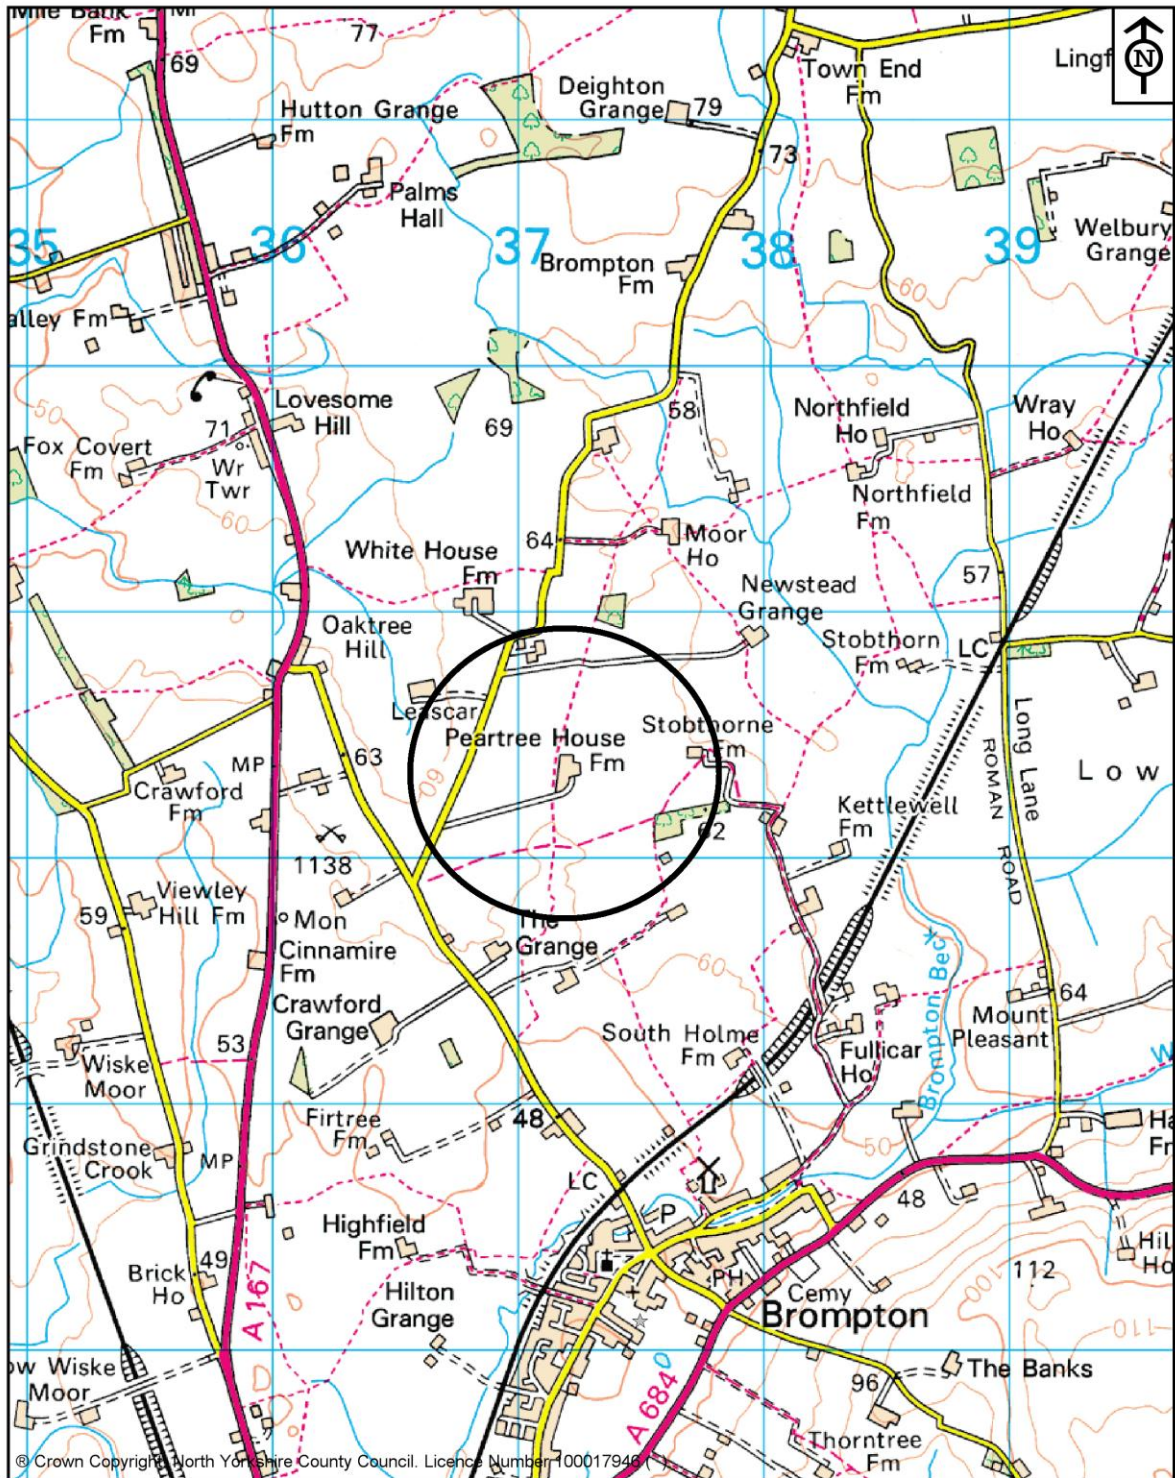 Mile Bank
Fm
69
77
N
Town End
Fm
Deighton
Grange
79
Hutton Grange
Fm
73
Palms
Hall
35
36
37
38
39
Welbury
Grange
Brompton
Fm
60
alley Fm
50
Lovesome
Hill
58
Northfield
Ho
Wray
Ho
71
69
Fox Covert
Fm
Wr
Twr
60
Northfield
Fm
64
Moor
Ho
White House
Fm
57
Newstead
Grange
Oaktree
Hill
Stobthorn
Fm
LC
Leascar
Peartree House
Fm
Stobthorne
Fm
Long Lane
ROMAN
ROAD
Low
63
MP
60
Crawford
Fm
Kettlewell
Fm
62
1138
Viewley
Hill Fm
59
Mon
Cinnamire
Fm
The
Grange
60
Brompton Beck
Crawford
Grange
64
Mount
Pleasant
53
South Holme
Fm
Fullicar
Ho
Wiske
Moor
Firtree
Fm
48
50
Grindstone
Crook
MP
LC
48
Highfield
Fm
P
Brick
Ho
49
A 167
Hilton
Grange
PH
Cemy
112
100
110
Brompton
ow Wiske
Moor
A 684
96
The Banks
Thorntree
Fm
® Crown Copyright North Yorkshire County Council. Licence Number 100017946 (